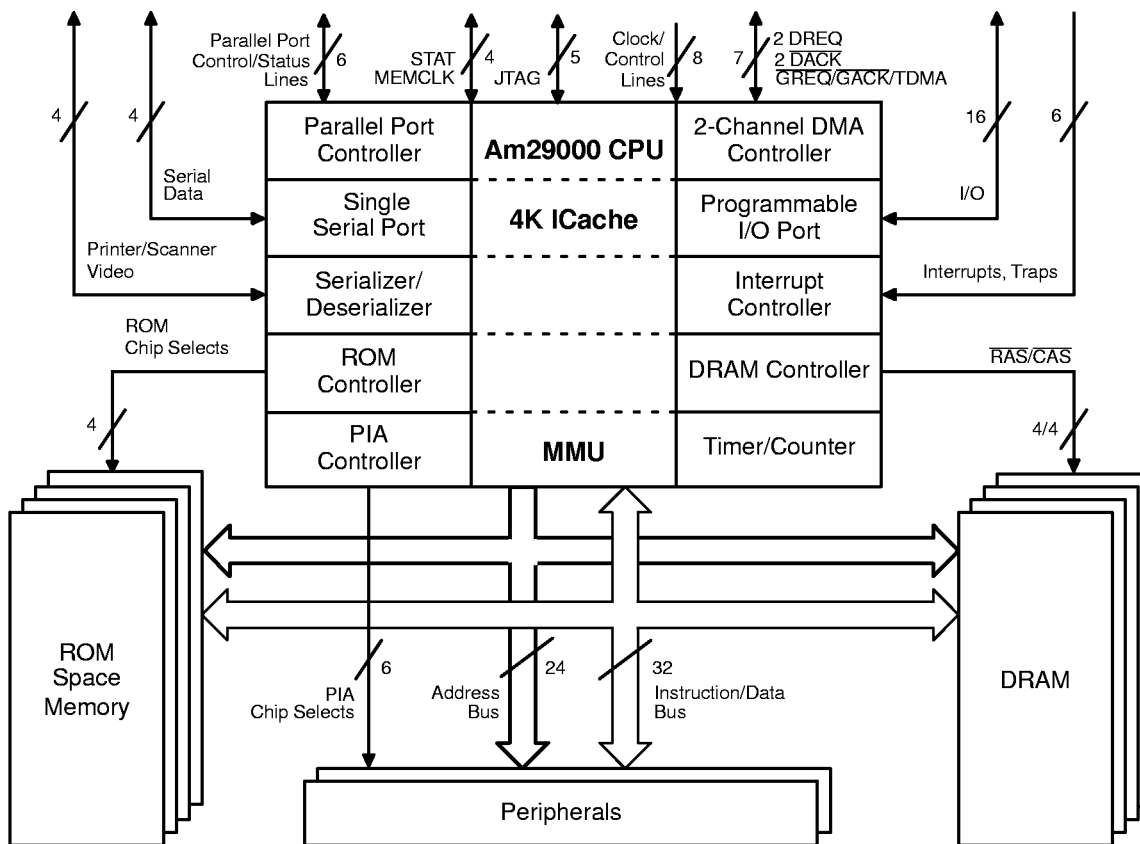 Parallel Port
Control/Status
Lines
6
STAT
MEMCLK
4
JTAG
5
Clock/
Control
Lines
8
7
2 DREQ
2 DACK
GREQ/GACK/TDMA
4
4
16
6
Parallel Port
Controller
Am29000 CPU
2-Channel DMA
Controller
Serial
Data
Single
Serial Port
4K ICache
Programmable
I/O Port
I/O
Printer/Scanner
Video
Serializer/
Deserializer
Interrupt
Controller
Interrupts, Traps
ROM
Chip Selects
ROM
Controller
DRAM Controller
RAS/CAS
4
PIA
Controller
MMU
Timer/Counter
4/4
ROM
Space
Memory
6
PIA
Chip Selects
24
Address
Bus
32
Instruction/Data
Bus
DRAM
Peripherals